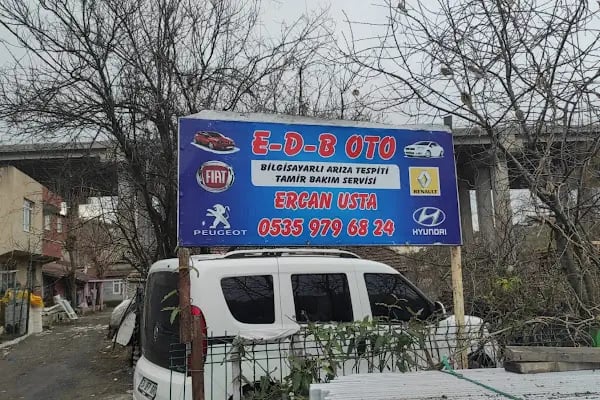 E-D-B OTO
BİLGİSAYARLI ARIZA TESPİTİ
TAMİR BAKIM SERVİSİ
FIAT
RENAULT
ERCAN USTA
PEUGEOT
0535 979 68 24
HYUNDAI